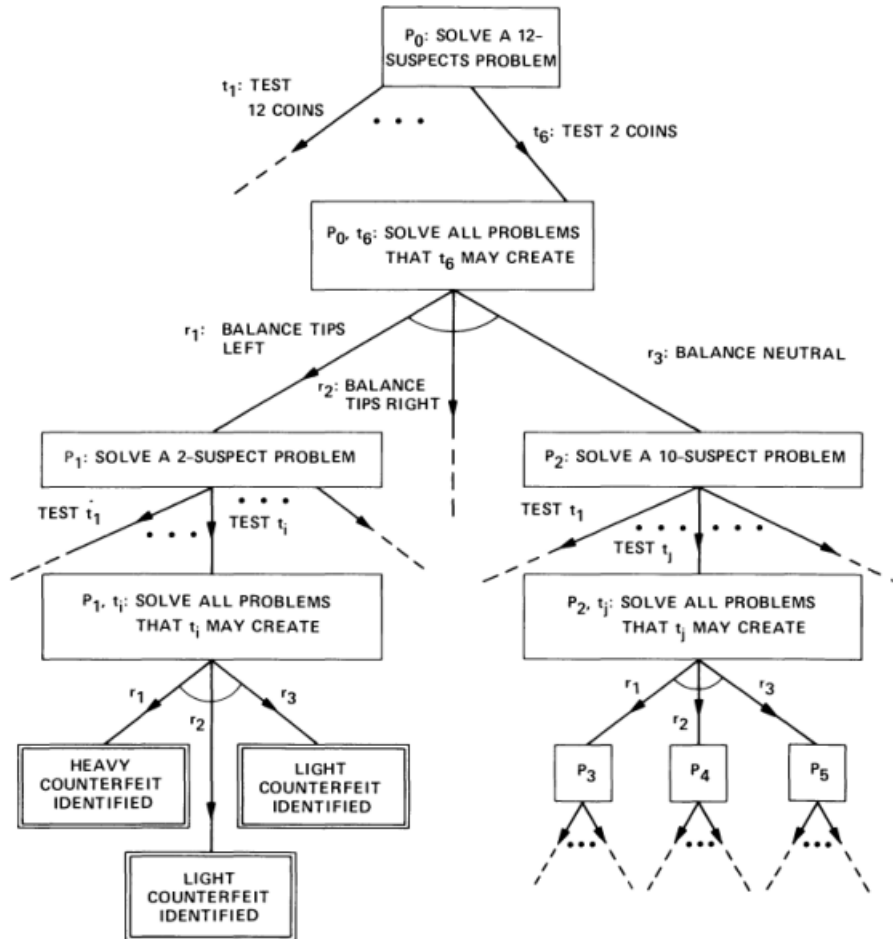 P0: SOLVE A 12-
SUSPECTS PROBLEM
t1: TEST
12 COINS
• • •
t6: TEST 2 COINS
P0, t6: SOLVE ALL PROBLEMS
THAT t6 MAY CREATE
r1: BALANCE TIPS
LEFT
r2: BALANCE
TIPS RIGHT
r3: BALANCE NEUTRAL
P1: SOLVE A 2-SUSPECT PROBLEM
P2: SOLVE A 10-SUSPECT PROBLEM
TEST t1
• • •
• • • •
TEST ti
TEST t1
• • • • • •
TEST tj
P1, ti: SOLVE ALL PROBLEMS
THAT ti MAY CREATE
P2, tj: SOLVE ALL PROBLEMS
THAT tj MAY CREATE
r1
r2
r3
r1
r2
r3
HEAVY
COUNTERFEIT
IDENTIFIED
LIGHT
COUNTERFEIT
IDENTIFIED
LIGHT
COUNTERFEIT
IDENTIFIED
P3
P4
P5
•••
•••
•••